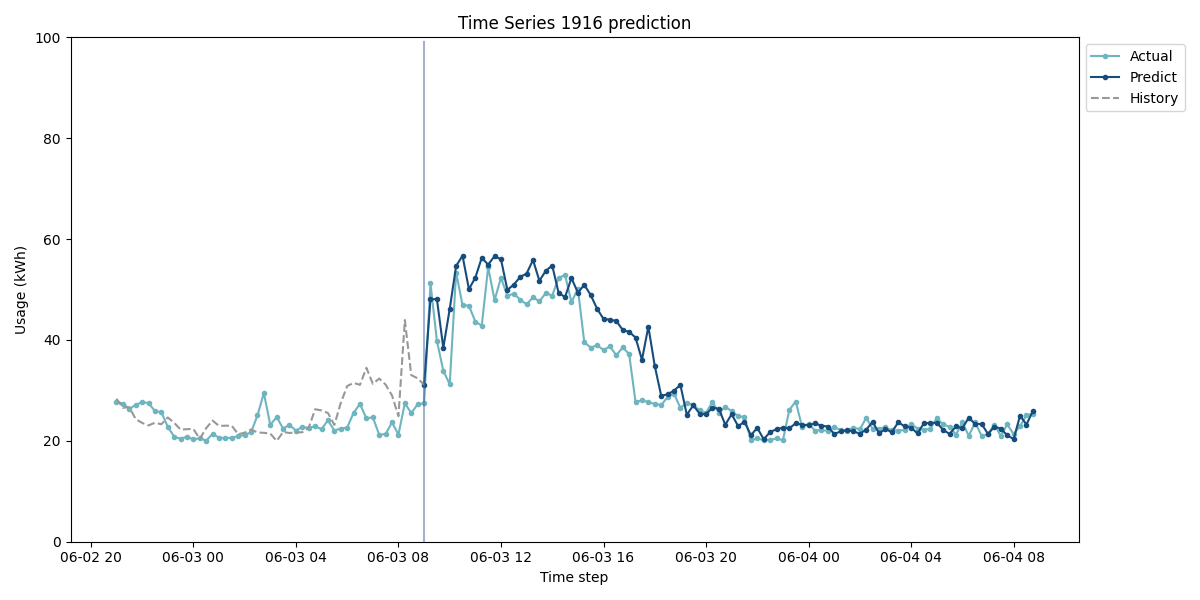 Time Series 1916 prediction
100
80
60
40
20
0
Usage (kWh)
06-02 20
06-03 00
06-03 04
06-03 08
06-03 12
06-03 16
06-03 20
06-04 00
06-04 04
06-04 08
Time step
Actual
Predict
History